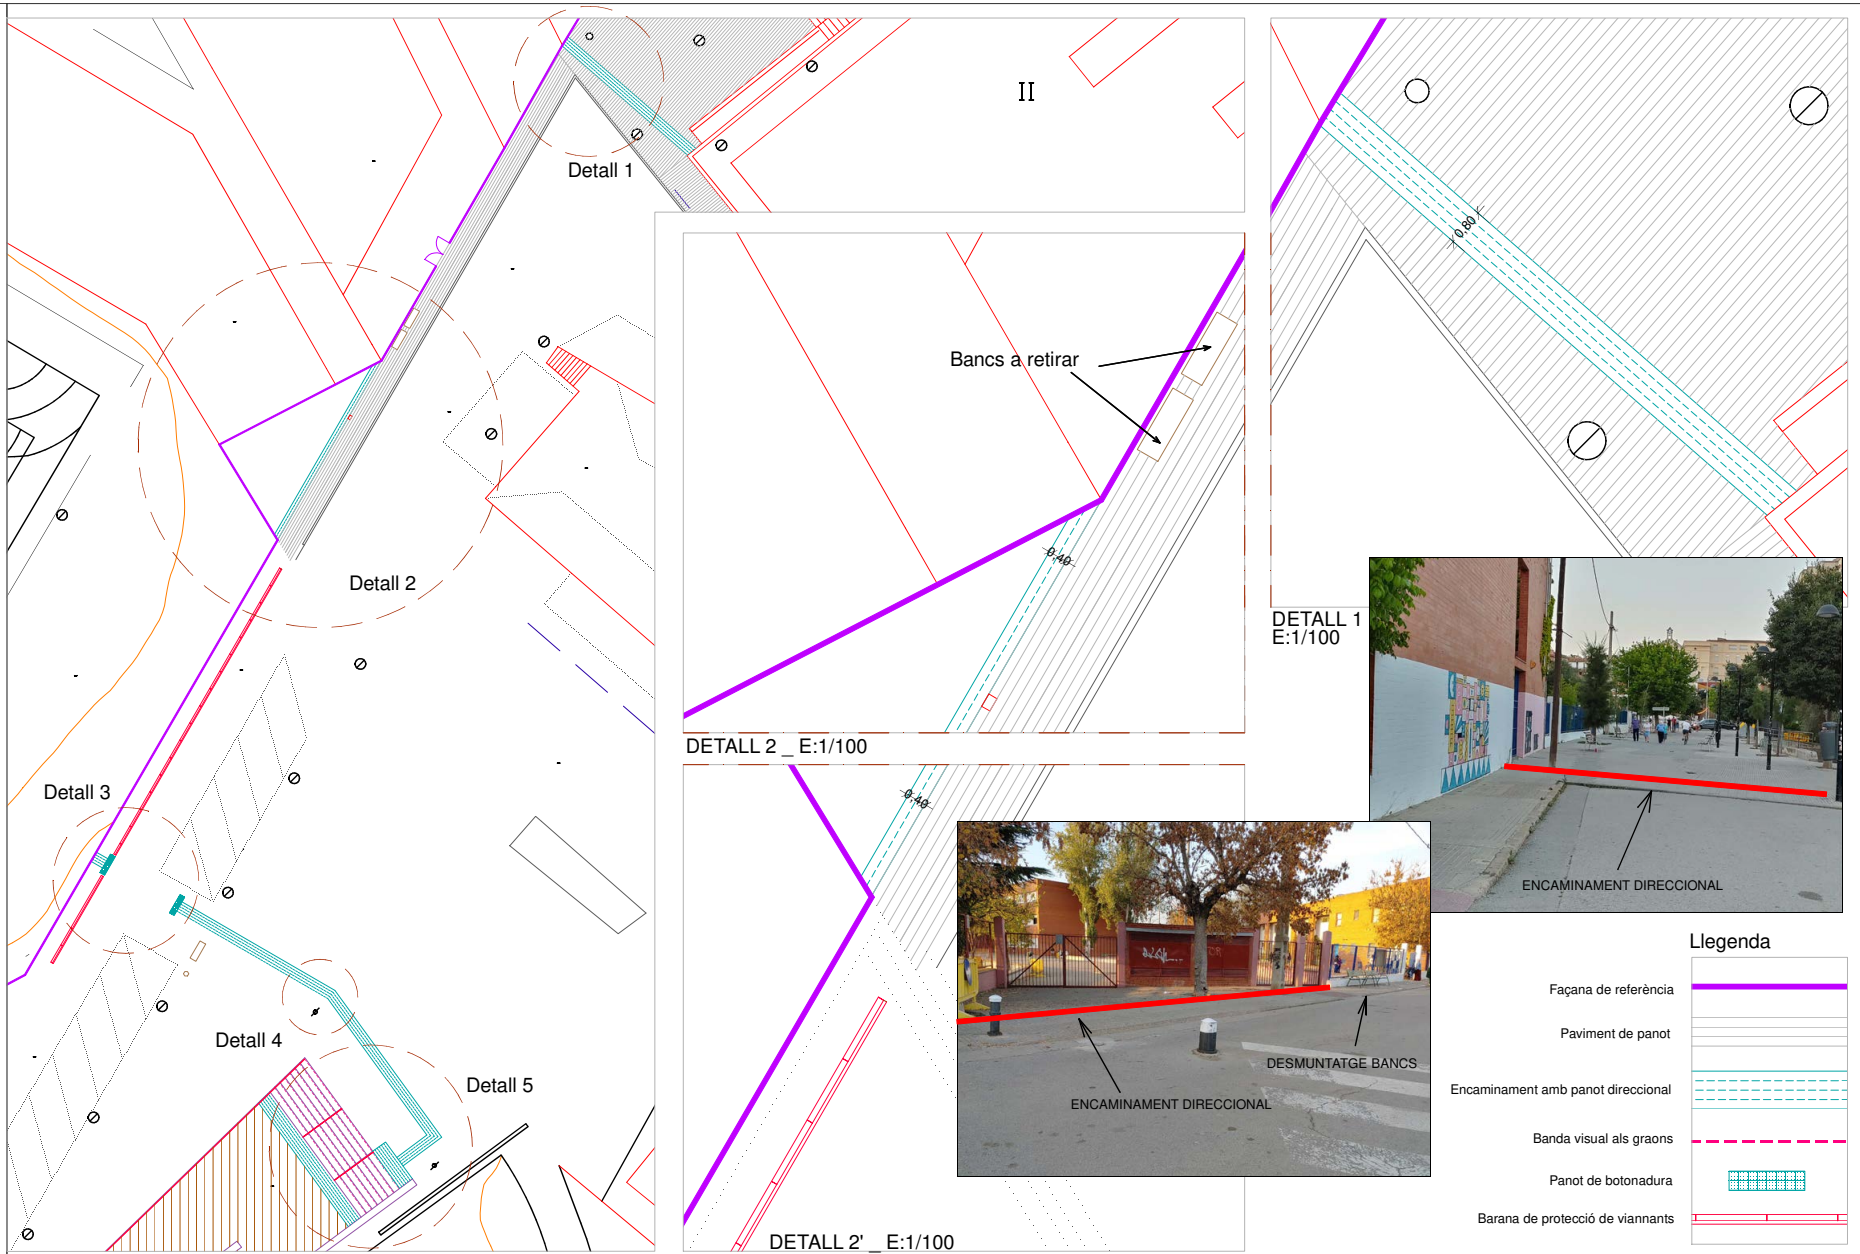 II
Detall 1
Detall 2
Detall 3
Detall 4
Detall 5
Bancs a retirar
0,40
DETALL 2 _ E:1/100
0,40
DETALL 2' _ E:1/100
0,80
DETALL 1
E:1/100
ENCAMINAMENT DIRECCIONAL
DESMUNTATGE BANCS
ENCAMINAMENT DIRECCIONAL
Llegenda
Façana de referència
Paviment de panot
Encaminament amb panot direccional
Banda visual als graons
Panot de botonadura
Barana de protecció de viannants